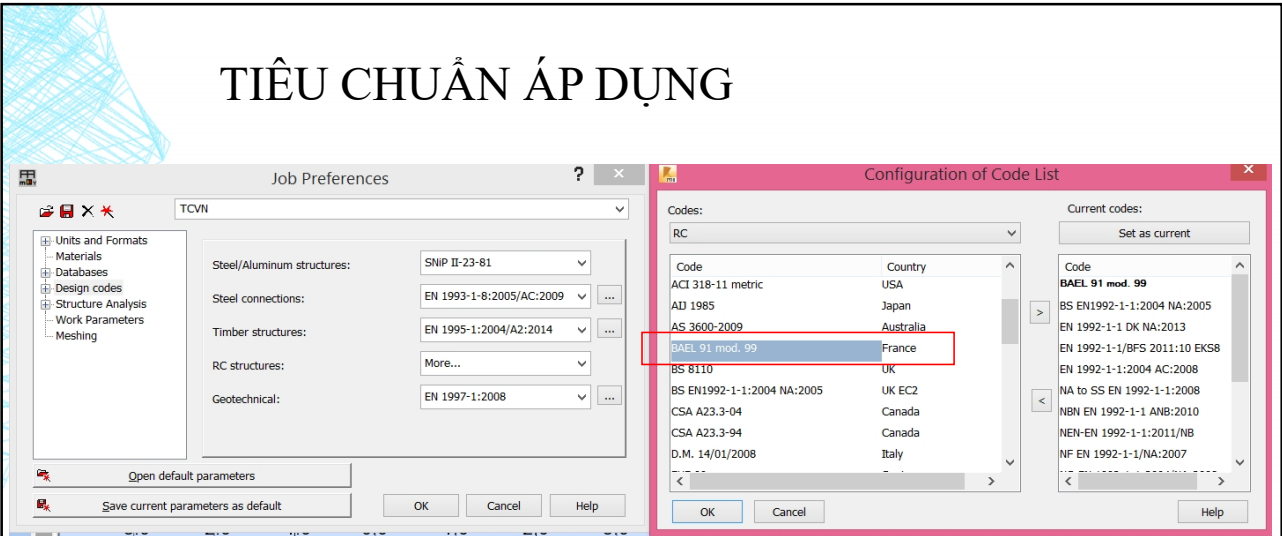 TIÊU CHUẨN ÁP DỤNG
Job Preferences
?
TCVN
Units and Formats
Materials
Databases
Design codes
Structure Analysis
Work Parameters
Meshing
Steel/Aluminum structures: SNiP II-23-81
Steel connections: EN 1993-1-8:2005/AC:2009 ...
Timber structures: EN 1995-1:2004/A2:2014 ...
RC structures: More...
Geotechnical: EN 1997-1:2008 ...
Open default parameters
Save current parameters as default
OK Cancel Help
Configuration of Code List
Codes:
RC
Code Country
ACI 318-11 metric USA
AIJ 1985 Japan
AS 3600-2009 Australia
BAEL 91 mod. 99 France
BS 8110 UK
BS EN1992-1-1:2004 NA:2005 UK EC2
CSA A23.3-04 Canada
CSA A23.3-94 Canada
D.M. 14/01/2008 Italy
>
<
Current codes:
Set as current
Code
BAEL 91 mod. 99
BS EN1992-1-1:2004 NA:2005
EN 1992-1-1 DK NA:2013
EN 1992-1-1/BFS 2011:10 EKS8
EN 1992-1-1:2004 AC:2008
NA to SS EN 1992-1-1:2008
NBN EN 1992-1-1 ANB:2010
NEN-EN 1992-1-1:2011/NB
NF EN 1992-1-1/NA:2007
OK Cancel Help